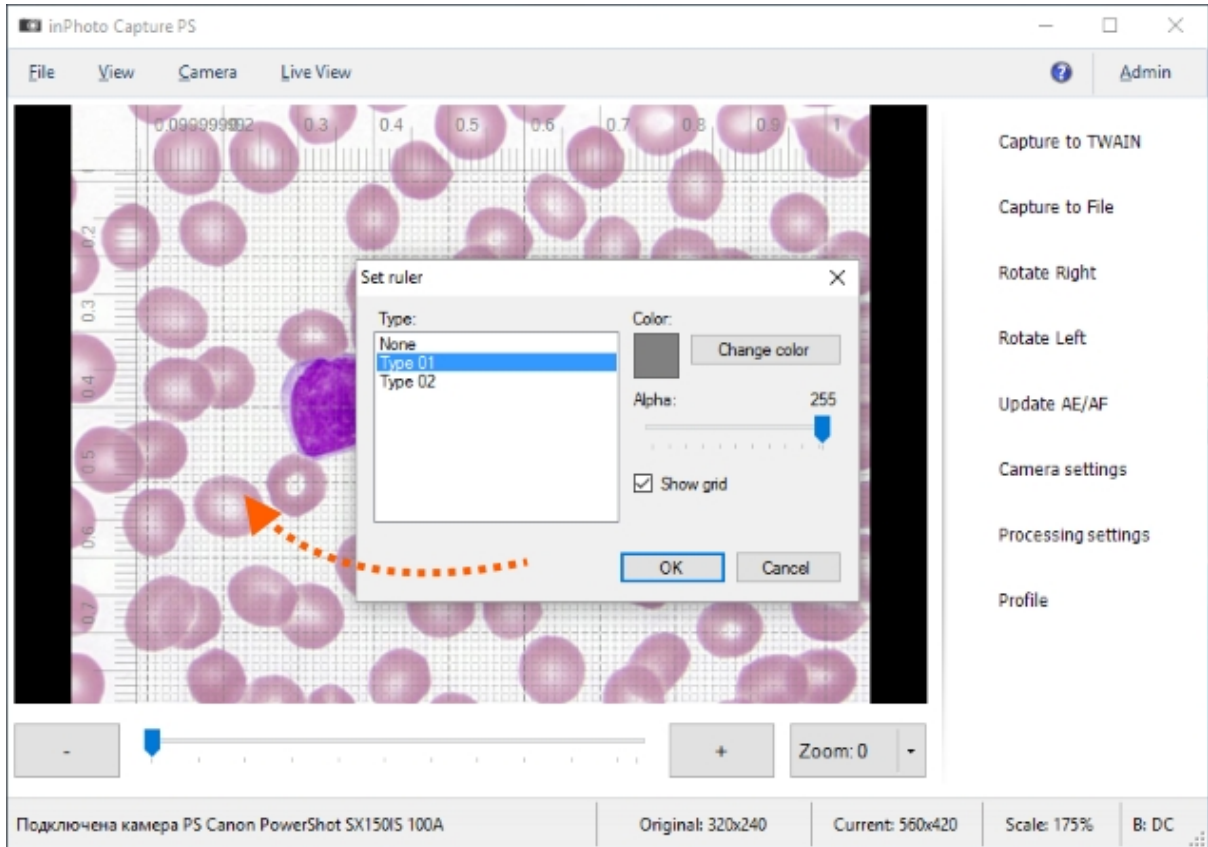 inPhoto Capture PS
File View Camera Live View Admin
0.3 0.4 0.5 0.6 0.7 0.8 0.9 1
0.2
0.3
0.4
0.5
0.6
0.7
Set ruler
Type:
None
Type 01
Type 02
Color:
Change color
Alpha: 255
Show grid
OK Cancel
Capture to TWAIN
Capture to File
Rotate Right
Rotate Left
Update AE/AF
Camera settings
Processing settings
Profile
- + Zoom: 0
Подключена камера PS Canon PowerShot SX150IS 100A
Original: 320x240
Current: 560x420
Scale: 175%
B: DC